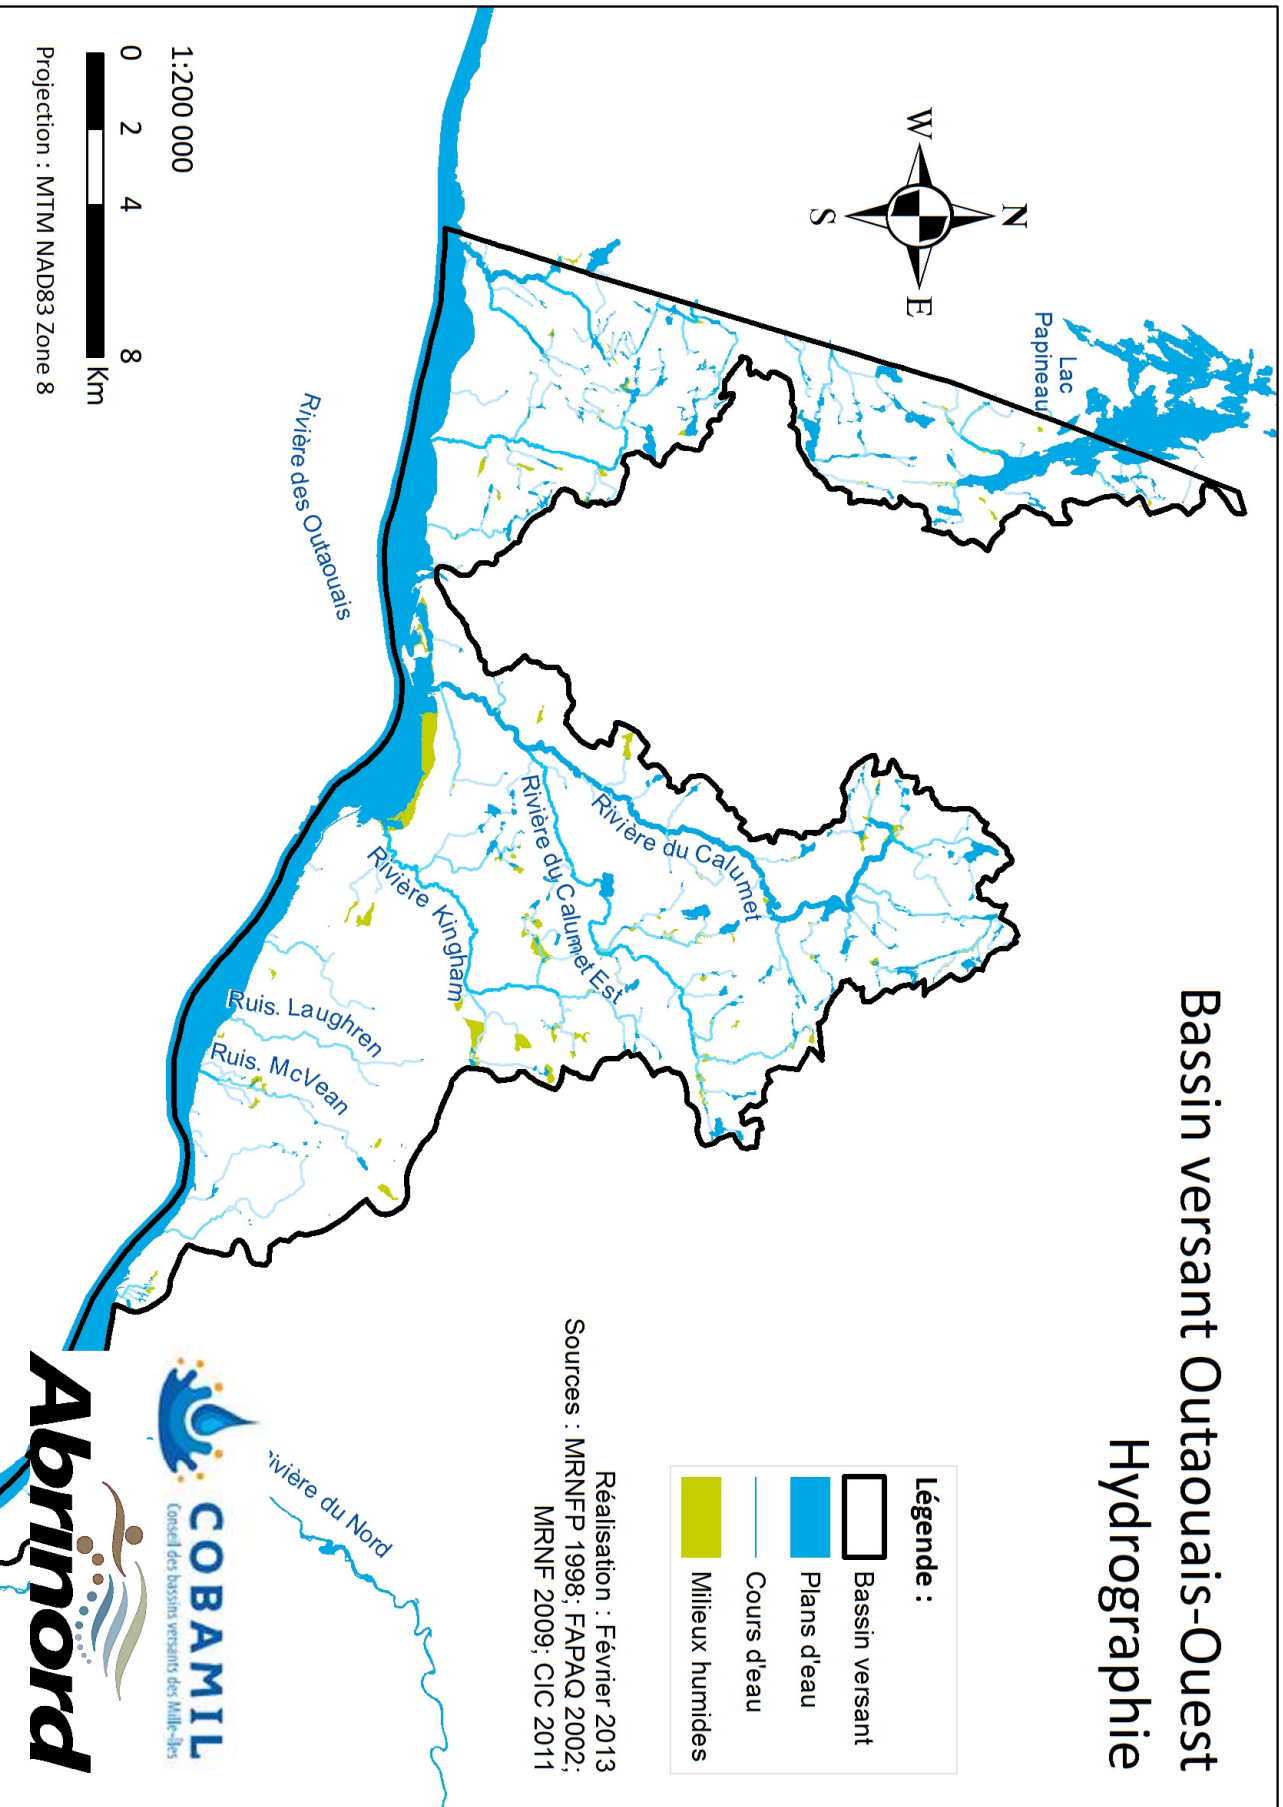 Bassin versant Outaouais-Ouest
Hydrographie
N
W
E
S
Lac
Papineau
Légende :
Bassin versant
Plans d'eau
Cours d'eau
Milieux humides
Rivière du Calumet
Rivière du Calumet Est
Rivière Kingham
Rivière des Outaouais
Ruis. Laughren
Ruis. McVean
ivière du Nord
Réalisation : Février 2013
Sources : MRNFP 1998; FAPAQ 2002;
MRNF 2009; CIC 2011
1:200 000
0 2 4 8
Km
Projection : MTM NAD83 Zone 8
COBAMIL
Conseil des bassins versants des Mille-Îles
Abrinord